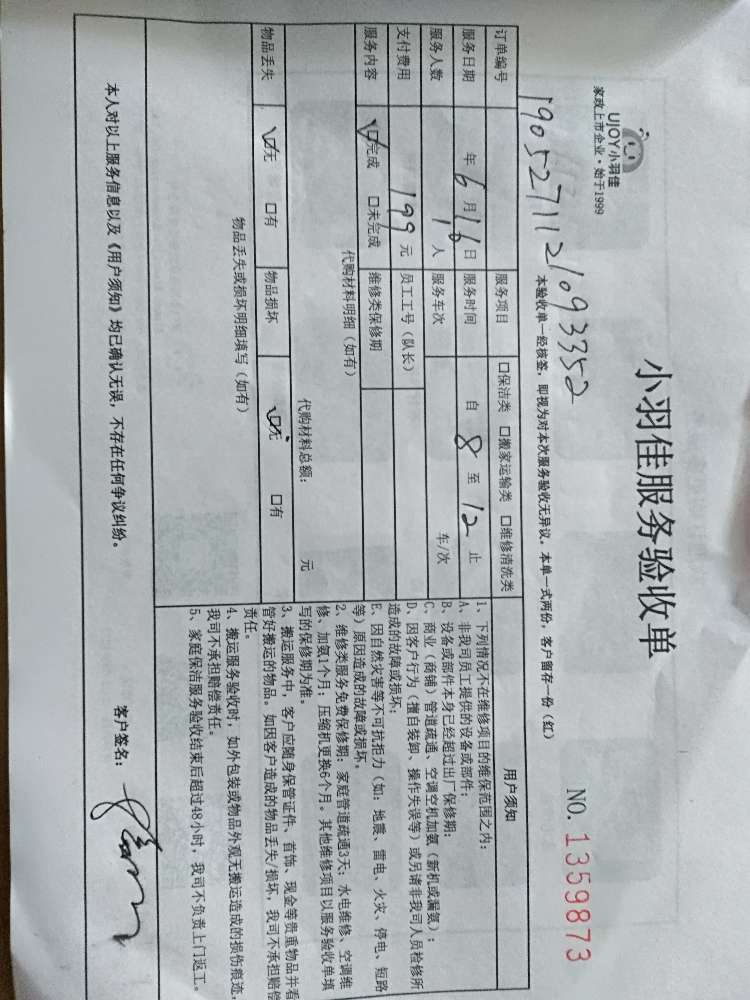 UJOY小羽佳
家政上市企业·始于1999
小羽佳服务验收单
NO. 1359873
本验收单一经核签，即视为对本次服务验收无异议，本单一式两份，客户留存一份（红）
订单编号 190527112109335​2 服务项目 口保洁类 口搬家运输类 口维修清洗类
服务日期 年 6 月 16 日 服务时间 自 8 至 12 止
服务人数 1 人 服务车次 车/次
支付费用 199 元 员工工号（队长）
服务内容 口完成 口未完成 维修类保修期
代购材料明细（如有）
代购材料总额： 元
物品丢失 口无 口有 物品损坏 口无 口有
物品丢失或损坏明细填写（如有）
用户须知
1、下列情况不在维修项目的维保范围之内：
A、非我司员工提供的设备或部件；
B、设备或部件本身已经超过出厂保修期；
C、商业（商铺）管道疏通、空调空机加氨（新机或漏氨）；
D、因客户行为（擅自装卸、操作失误等）或另请非我司人员检修所
造成的故障或损坏；
E、因自然灾害等不可抗拒力（如：地震、雷电、火灾、停电、短路
等）原因造成的故障或损坏。
2、维修类服务免费保修期：家庭管道疏通3天；水电维修、空调维
修、加氨1个月；压缩机更换6个月。其他维修项目以服务验收单填
写的保修期为准。
3、搬运服务中，客户应随身保管证件、首饰、现金等贵重物品并看
管好搬运的物品。如因客户造成的物品丢失/损坏，我司不承担赔偿
责任。
4、搬运服务验收时，如外包装或物品外观无搬运造成的损伤痕迹，
我司不承担赔偿责任。
5、家庭保洁服务验收结束后超过48小时，我司不负责上门返工。
本人对以上服务信息以及《用户须知》均已确认无误，不存在任何争议纠纷。
客户签名：